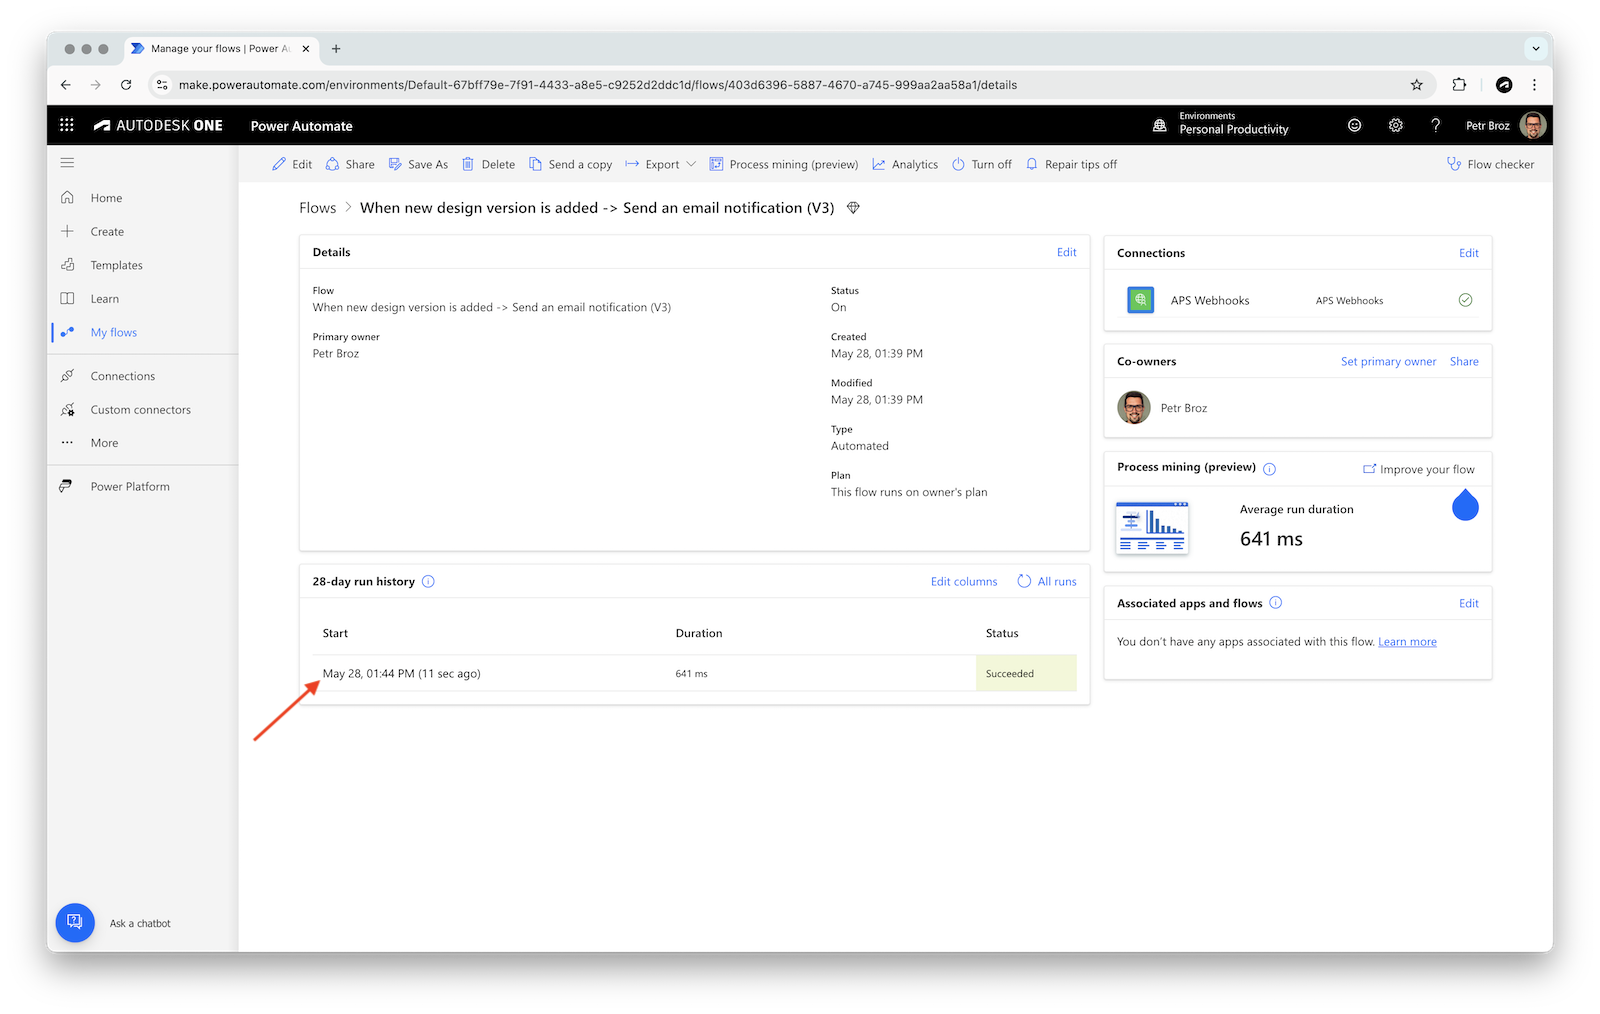 Manage your flows | Power Au
make.powerautomate.com/environments/Default-67bff79e-7f91-4433-a8e5-c9252d2ddc1d/flows/403d6396-5887-4670-a745-999aa2aa58a1/details
AUTODESK ONE
Power Automate
Environments
Personal Productivity
Petr Broz
Edit
Share
Save As
Delete
Send a copy
Export
Process mining (preview)
Analytics
Turn off
Repair tips off
Flow checker
Home
Create
Templates
Learn
My flows
Connections
Custom connectors
More
Power Platform
Ask a chatbot
Flows > When new design version is added -> Send an email notification (V3)
Details
Edit
Flow
When new design version is added -> Send an email notification (V3)
Primary owner
Petr Broz
Status
On
Created
May 28, 01:39 PM
Modified
May 28, 01:39 PM
Type
Automated
Plan
This flow runs on owner's plan
28-day run history
Edit columns
All runs
Start
Duration
Status
May 28, 01:44 PM (11 sec ago)
641 ms
Succeeded
Connections
Edit
APS Webhooks
APS Webhooks
Co-owners
Set primary owner
Share
Petr Broz
Process mining (preview)
Improve your flow
Average run duration
641 ms
Associated apps and flows
Edit
You don't have any apps associated with this flow. Learn more